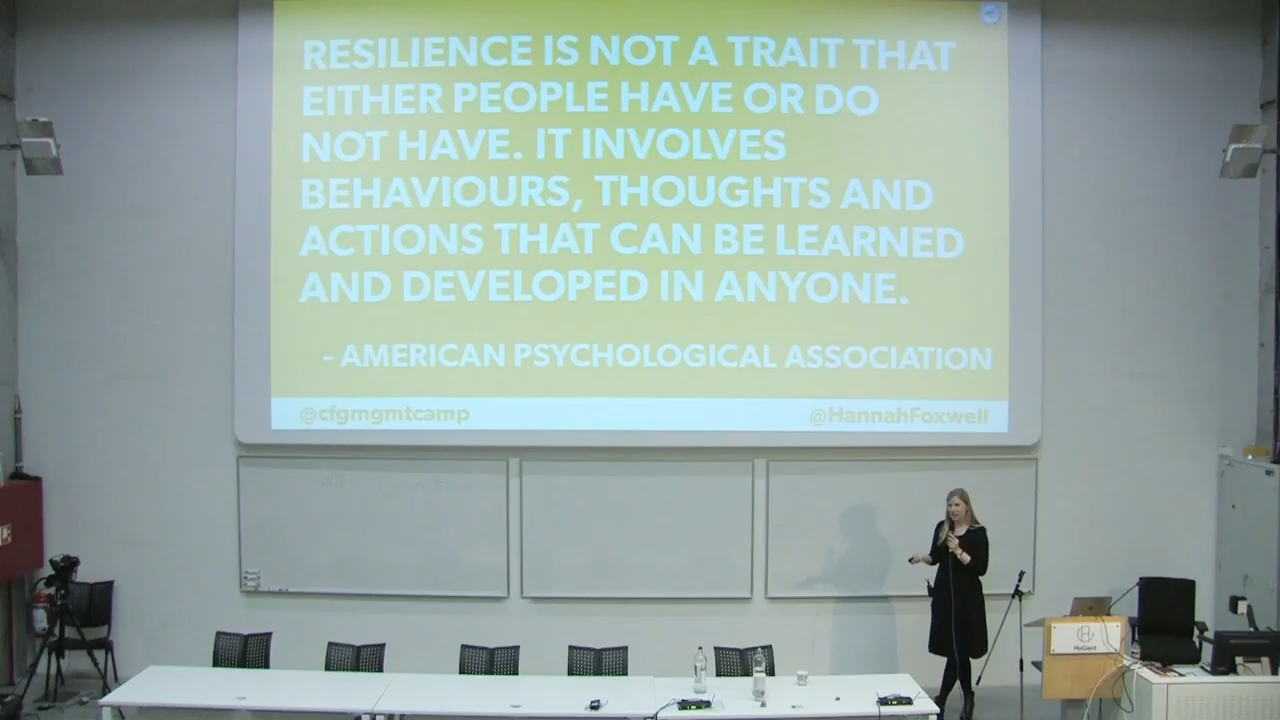 RESILIENCE IS NOT A TRAIT THAT
EITHER PEOPLE HAVE OR DO
NOT HAVE. IT INVOLVES
BEHAVIOURS, THOUGHTS AND
ACTIONS THAT CAN BE LEARNED
AND DEVELOPED IN ANYONE.
- AMERICAN PSYCHOLOGICAL ASSOCIATION
@cfgmgmtcamp
@HannahFoxwell
HoGent